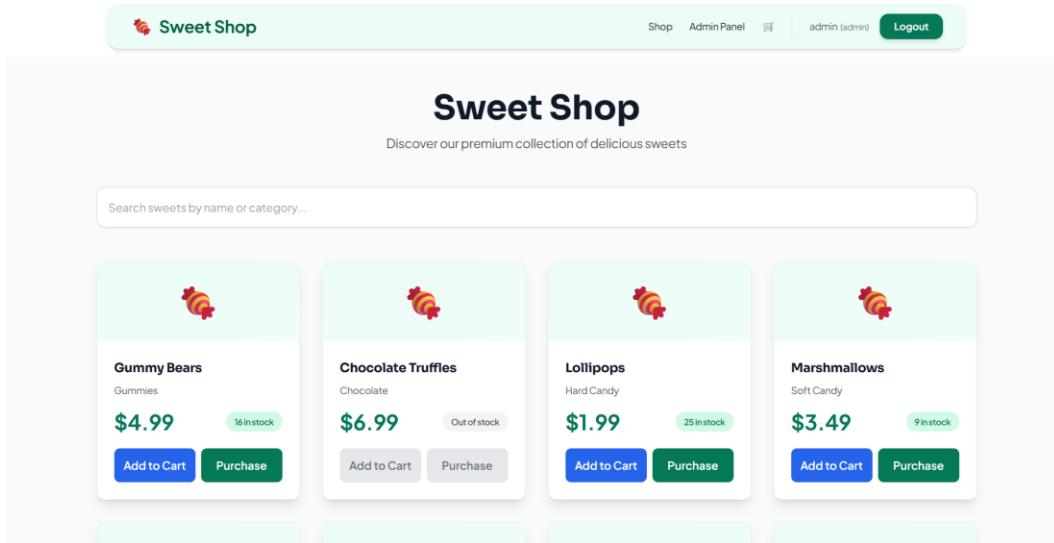 Sweet Shop
Shop Admin Panel admin (admin) Logout
Sweet Shop
Discover our premium collection of delicious sweets
Search sweets by name or category...
Gummy Bears
Gummies
$4.99 16 in stock
Add to Cart Purchase
Chocolate Truffles
Chocolate
$6.99 Out of stock
Add to Cart Purchase
Lollipops
Hard Candy
$1.99 25 in stock
Add to Cart Purchase
Marshmallows
Soft Candy
$3.49 9 in stock
Add to Cart Purchase